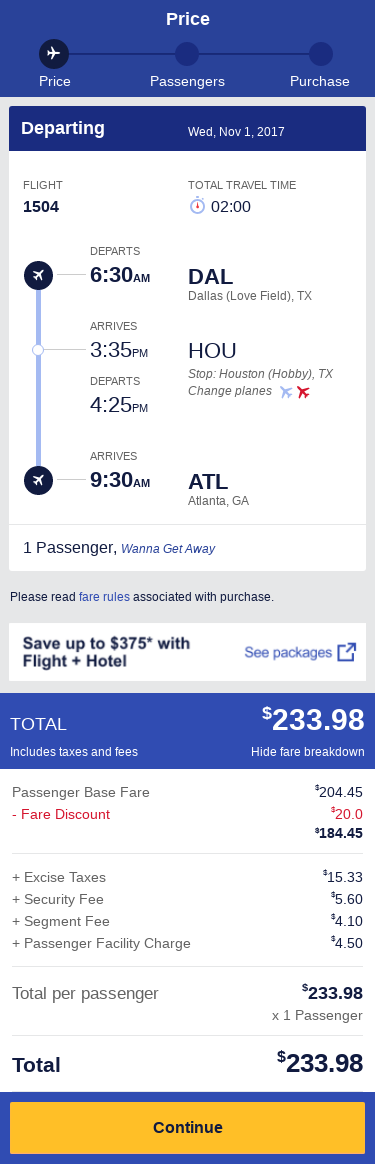 Price
Price Passengers Purchase
Departing Wed, Nov 1, 2017
FLIGHT TOTAL TRAVEL TIME
1504 02:00
DEPARTS
6:30AM DAL
Dallas (Love Field), TX
ARRIVES
3:35PM HOU
Stop: Houston (Hobby), TX
DEPARTS
Change planes
4:25PM
ARRIVES
9:30AM ATL
Atlanta, GA
1 Passenger, Wanna Get Away
Please read fare rules associated with purchase.
Save up to $375* with
Flight + Hotel
See packages
TOTAL $233.98
Includes taxes and fees Hide fare breakdown
Passenger Base Fare $204.45
- Fare Discount $20.0
$184.45
+ Excise Taxes $15.33
+ Security Fee $5.60
+ Segment Fee $4.10
+ Passenger Facility Charge $4.50
Total per passenger $233.98
x 1 Passenger
Total $233.98
Continue